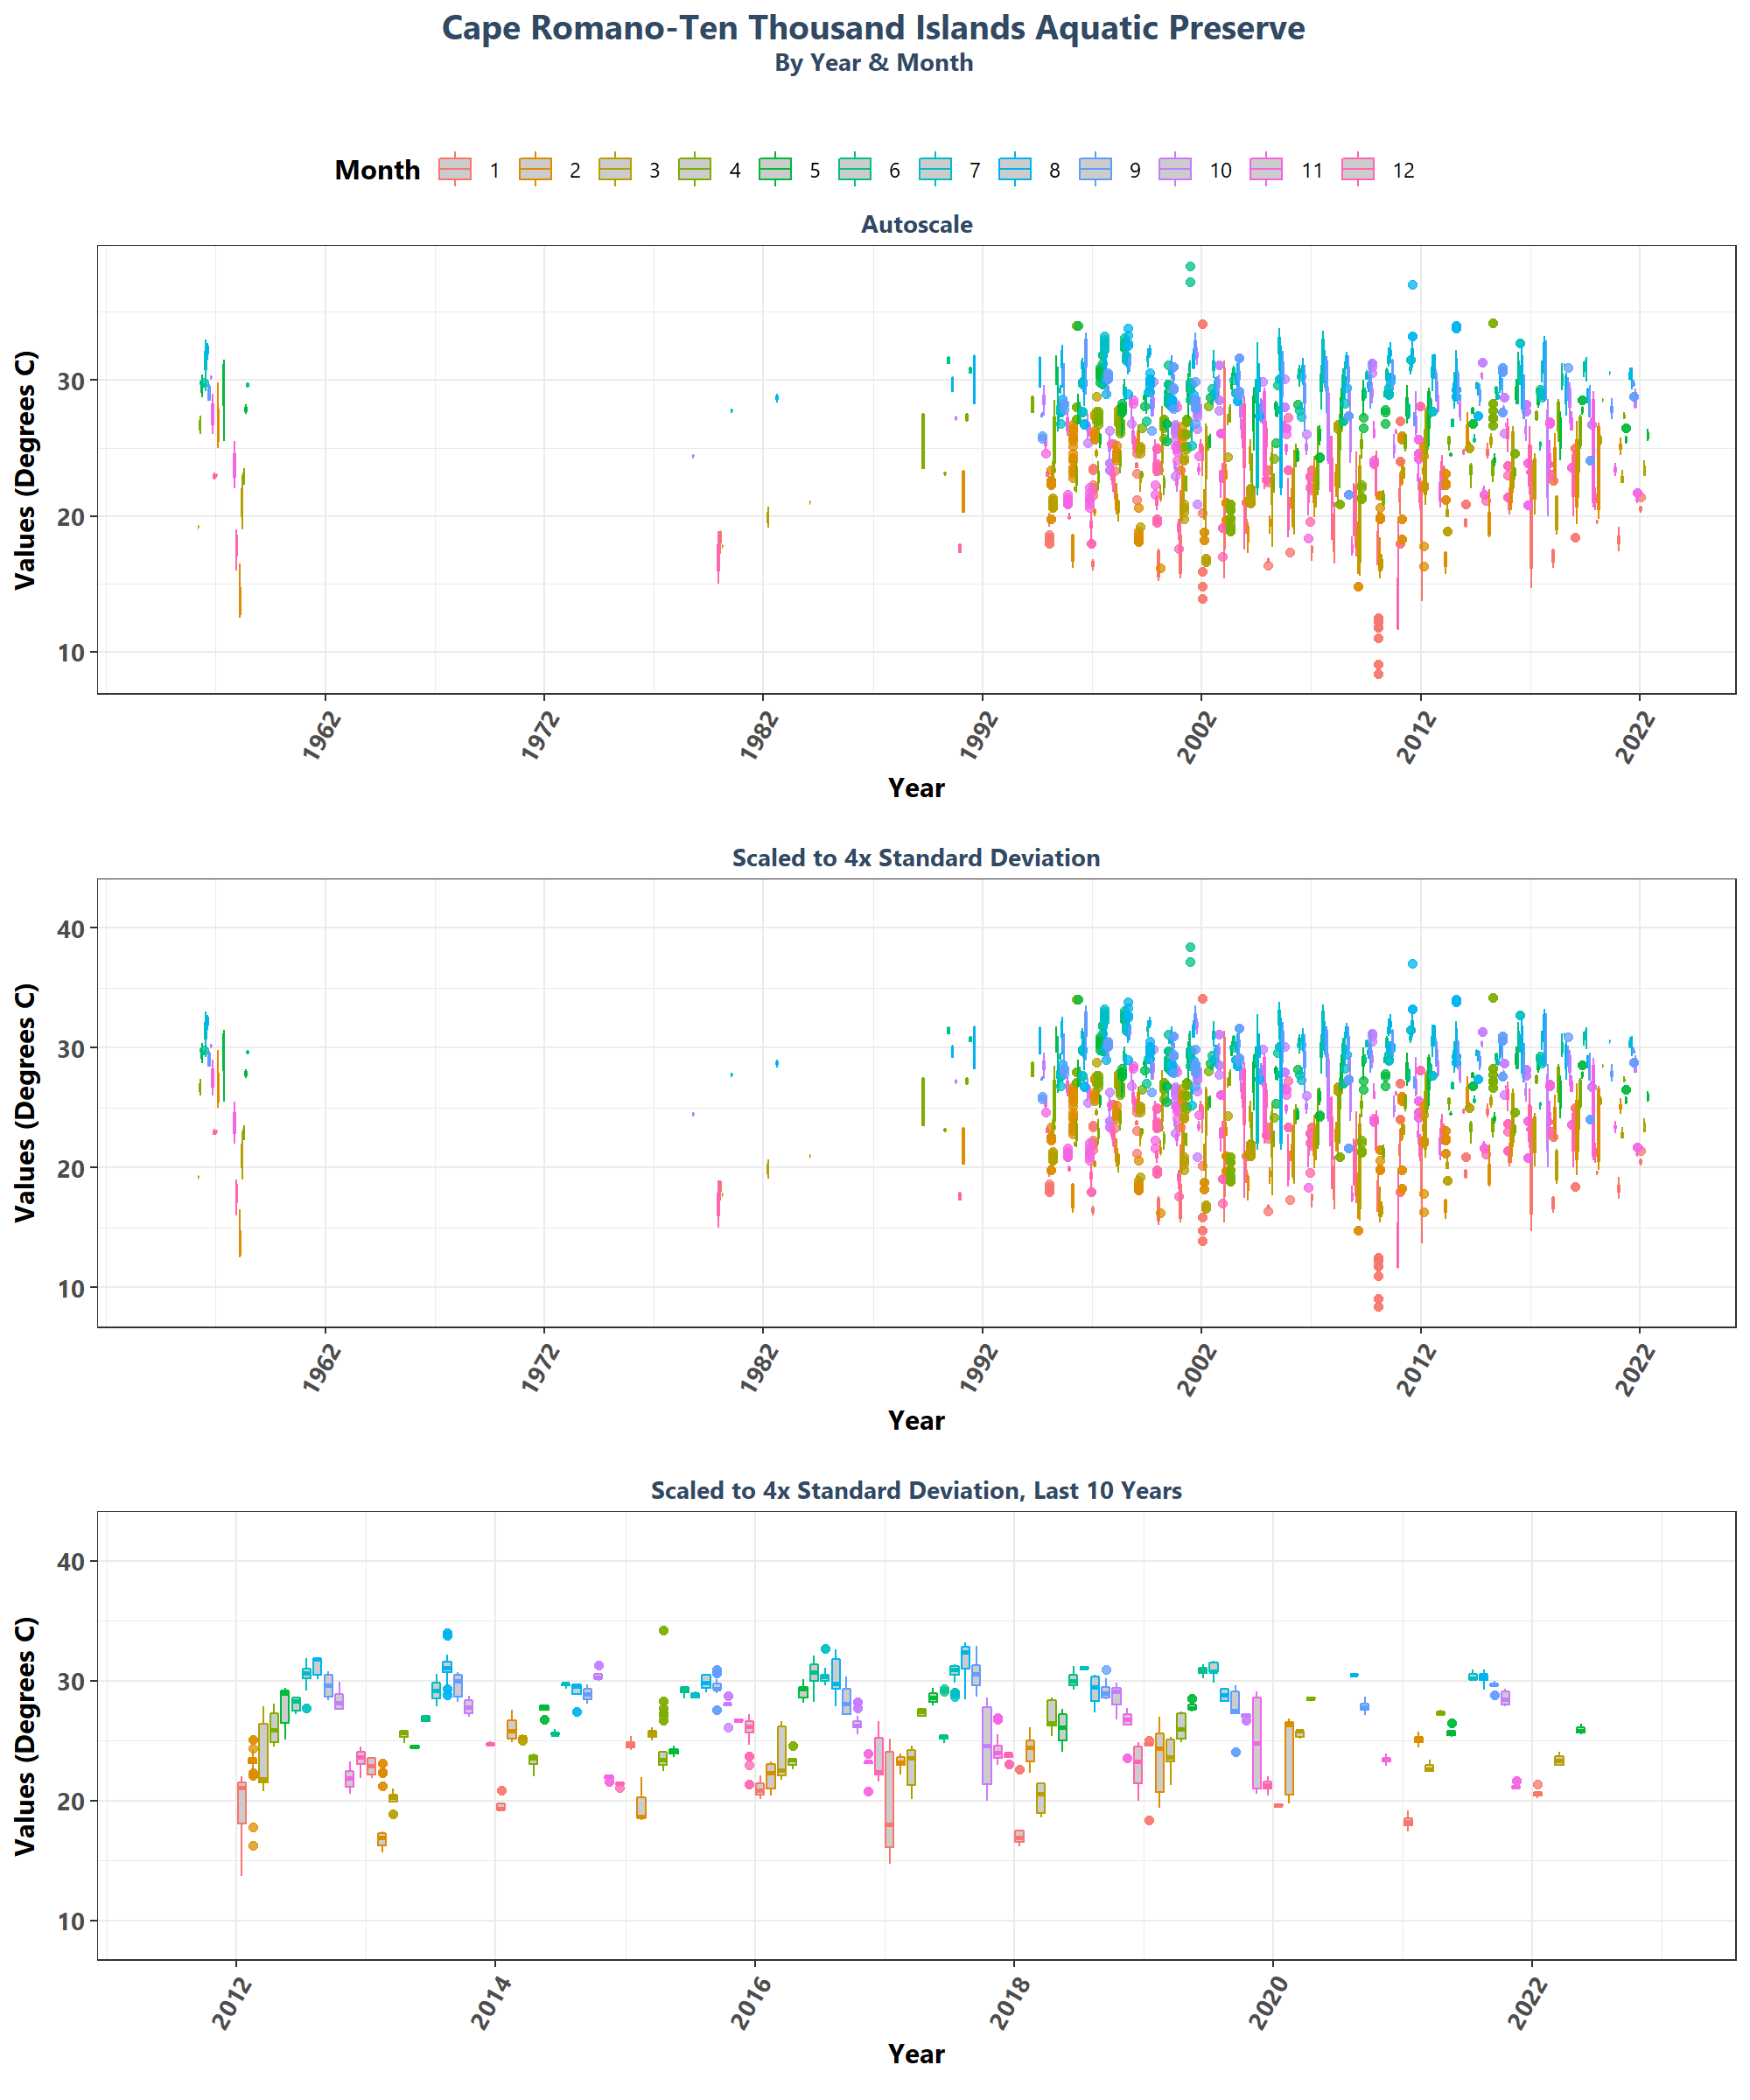 Cape Romano-Ten Thousand Islands Aquatic Preserve
By Year & Month
Month 1 2 3 4 5 6 7 8 9 10 11 12
Autoscale
Values (Degrees C)
30
20
10
1962 1972 1982 1992 2002 2012 2022
Year
Scaled to 4x Standard Deviation
Values (Degrees C)
40
30
20
10
1962 1972 1982 1992 2002 2012 2022
Year
Scaled to 4x Standard Deviation, Last 10 Years
Values (Degrees C)
40
30
20
10
2012 2014 2016 2018 2020 2022
Year